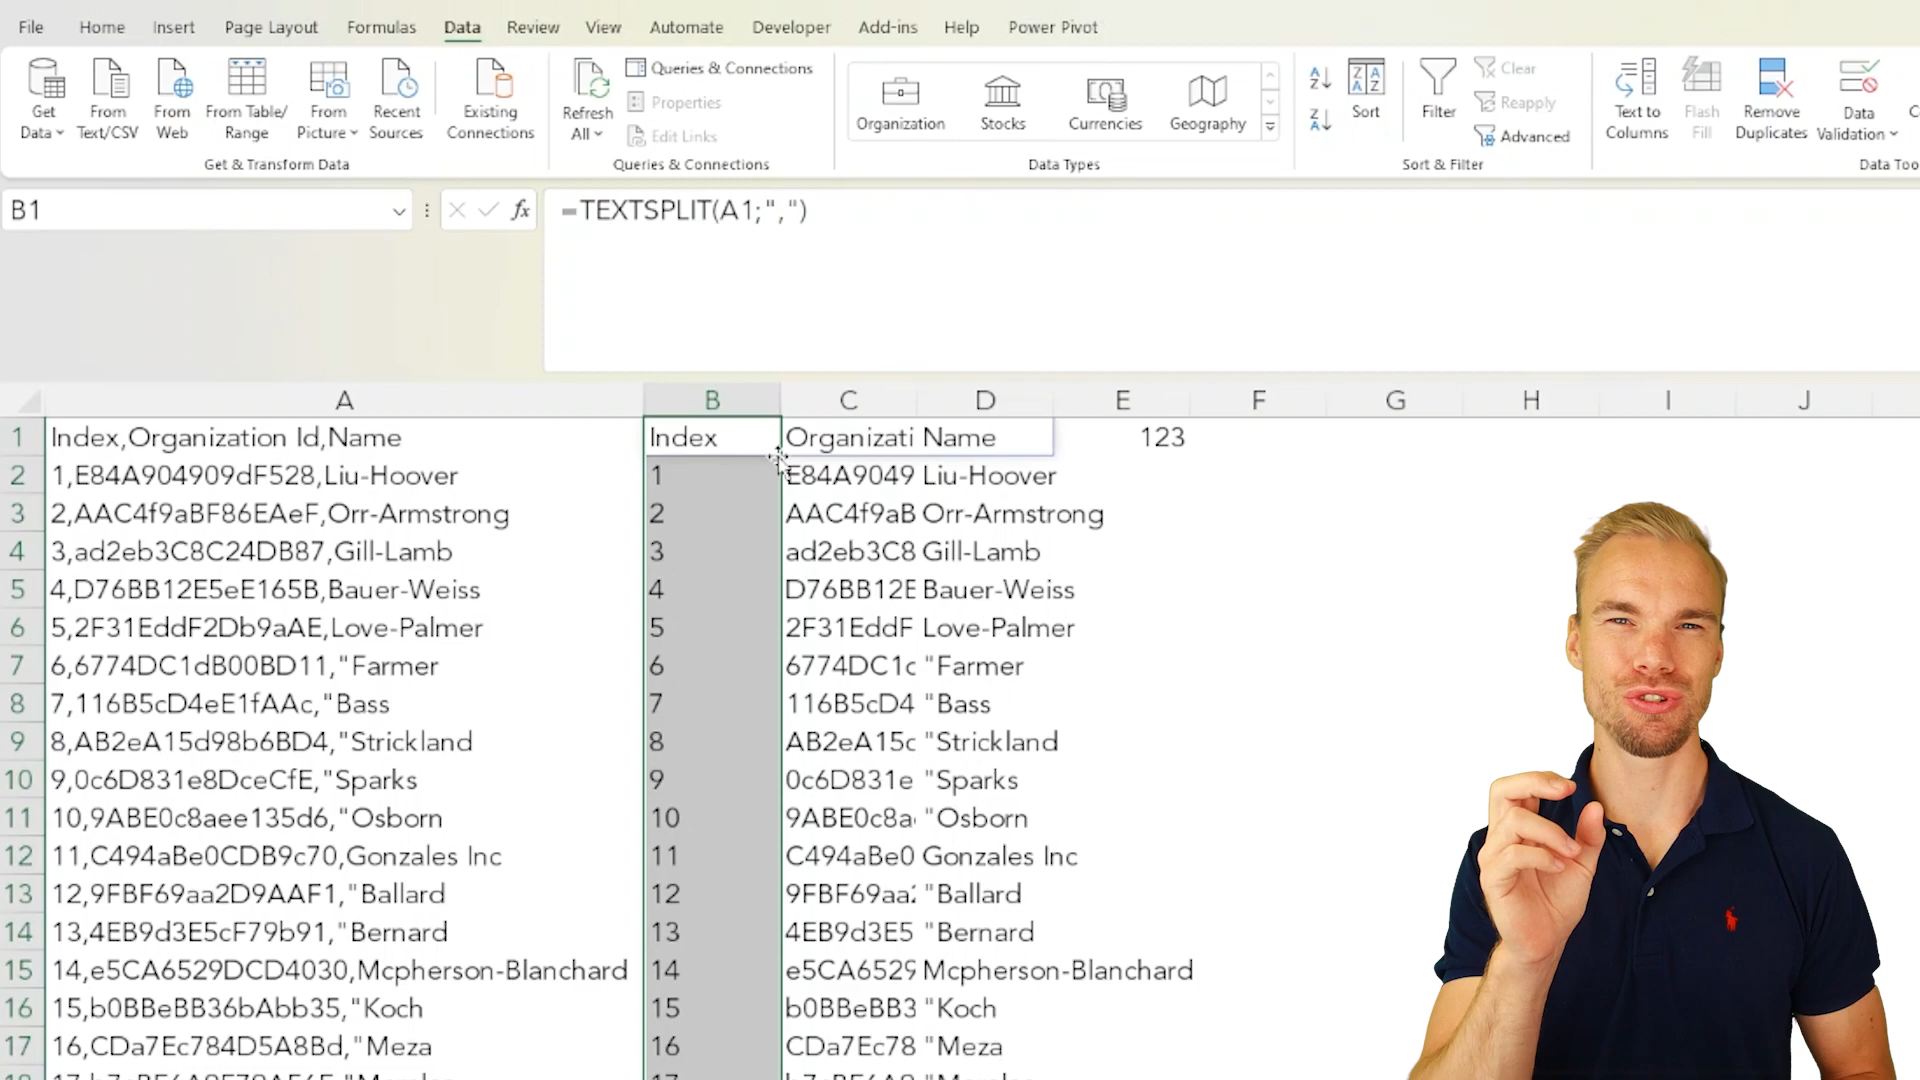 File Home Insert Page Layout Formulas Data Review View Automate Developer Add-ins Help Power Pivot
Get Data
From Text/CSV
From Web
From Table/ Range
From Picture
Recent Sources
Existing Connections
Get & Transform Data
Refresh All
Queries & Connections
Properties
Edit Links
Queries & Connections
Organization Stocks Currencies Geography
Data Types
Sort
Filter
Clear
Reapply
Advanced
Sort & Filter
Text to Columns
Flash Fill
Remove Duplicates
Data Validation
Data Too
B1 fx =TEXTSPLIT(A1;",")
A B C D E F G H I J
1 Index,Organization Id,Name Index Organizati Name 123
2 1,E84A904909dF528,Liu-Hoover 1 E84A9049 Liu-Hoover
3 2,AAC4f9aBF86EAeF,Orr-Armstrong 2 AAC4f9aB Orr-Armstrong
4 3,ad2eb3C8C24DB87,Gill-Lamb 3 ad2eb3C8 Gill-Lamb
5 4,D76BB12E5eE165B,Bauer-Weiss 4 D76BB12E Bauer-Weiss
6 5,2F31EddF2Db9aAE,Love-Palmer 5 2F31EddF Love-Palmer
7 6,6774DC1dB00BD11,"Farmer 6 6774DC1c "Farmer
8 7,116B5cD4eE1fAAc,"Bass 7 116B5cD4 "Bass
9 8,AB2eA15d98b6BD4,"Strickland 8 AB2eA15c "Strickland
10 9,0c6D831e8DceCfE,"Sparks 9 0c6D831e "Sparks
11 10,9ABE0c8aee135d6,"Osborn 10 9ABE0c8a "Osborn
12 11,C494aBe0CDB9c70,Gonzales Inc 11 C494aBe0 Gonzales Inc
13 12,9FBF69aa2D9AAF1,"Ballard 12 9FBF69aa "Ballard
14 13,4EB9d3E5cF79b91,"Bernard 13 4EB9d3E5 "Bernard
15 14,e5CA6529DCD4030,Mcpherson-Blanchard 14 e5CA6529 Mcpherson-Blanchard
16 15,b0BBeBB36bAbb35,"Koch 15 b0BBeBB3 "Koch
17 16,CDa7Ec784D5A8Bd,"Meza 16 CDa7Ec78 "Meza